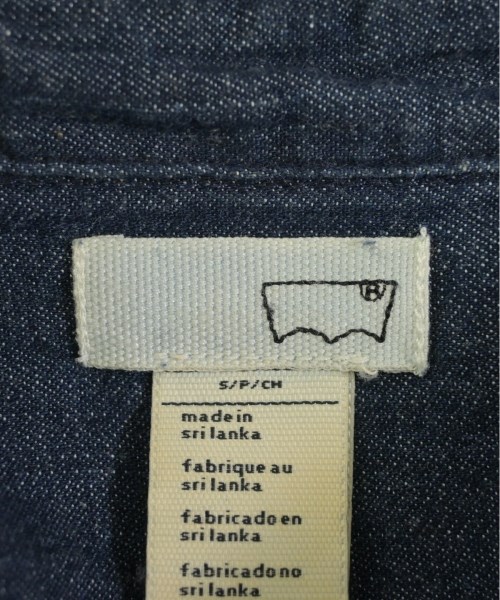 R
S/P/CH
made in
sri lanka
fabrique au
sri lanka
fabricado en
sri lanka
fabricado no
sri lanka